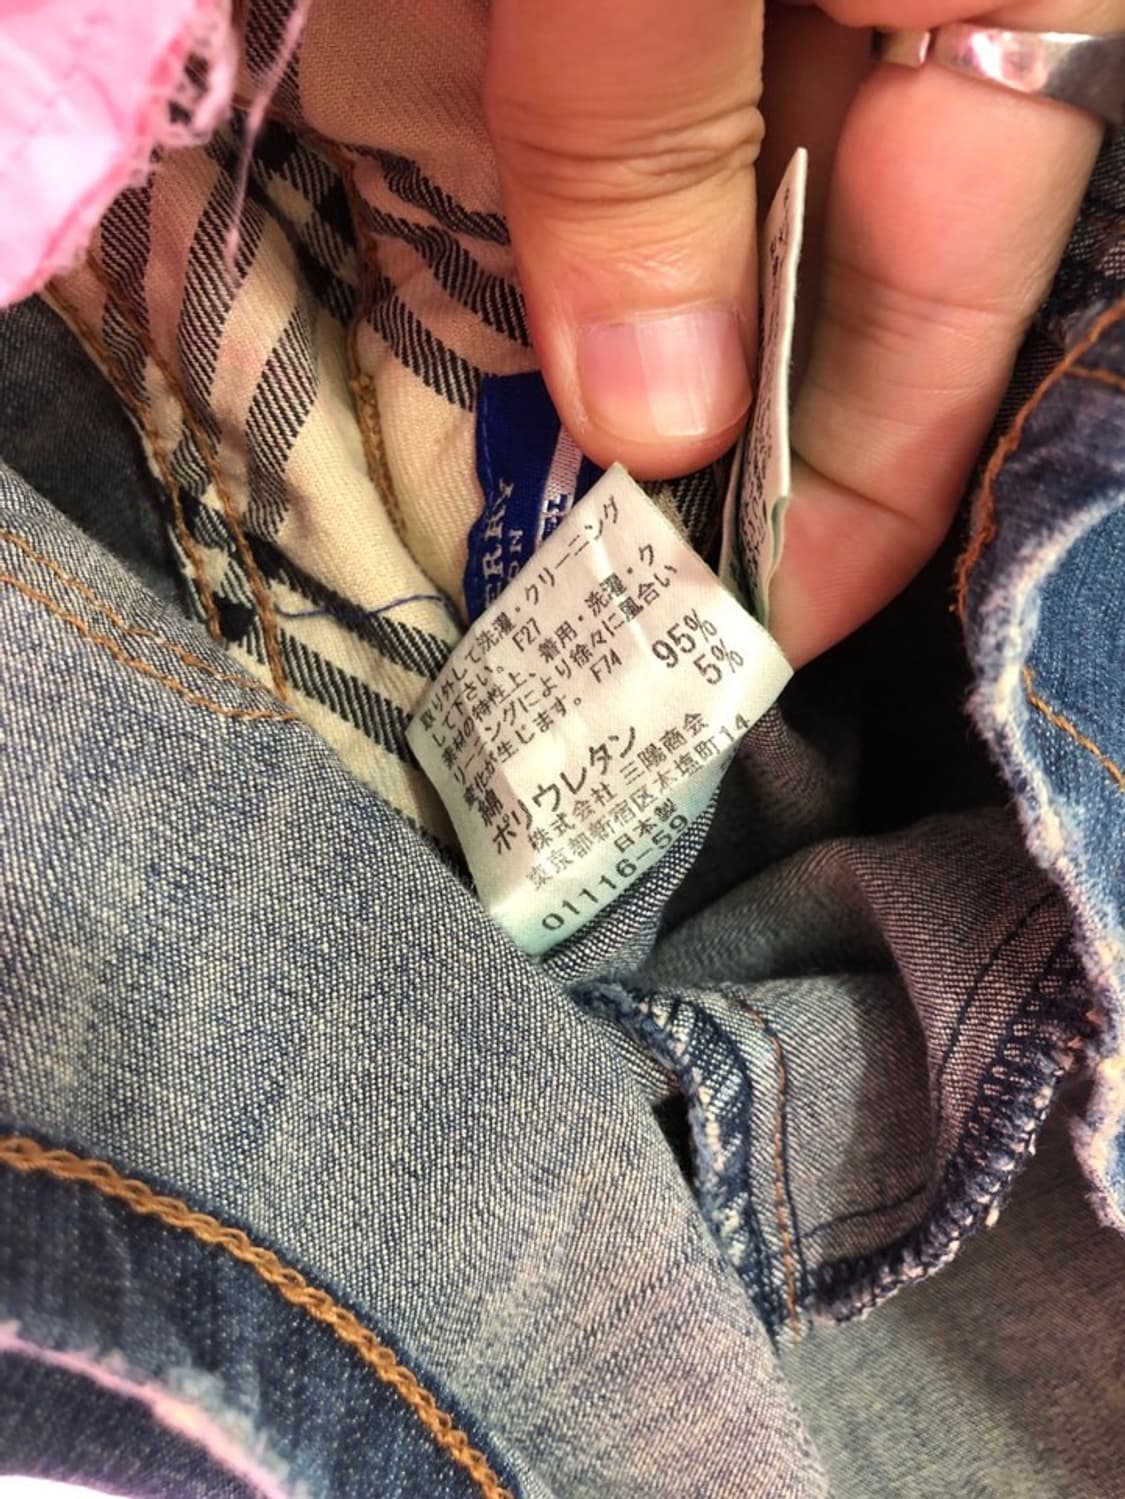 ERRY
ON
取り外して洗濯・クリーニング
して下さい。 F27
素材の特性上、着用・洗濯・ク
リーニングにより徐々に風合い
変化が生じます。 F74
綿 95%
ポリウレタン 5%
株式会社 三陽商会
東京都新宿区本塩町14
日本製
01116-59